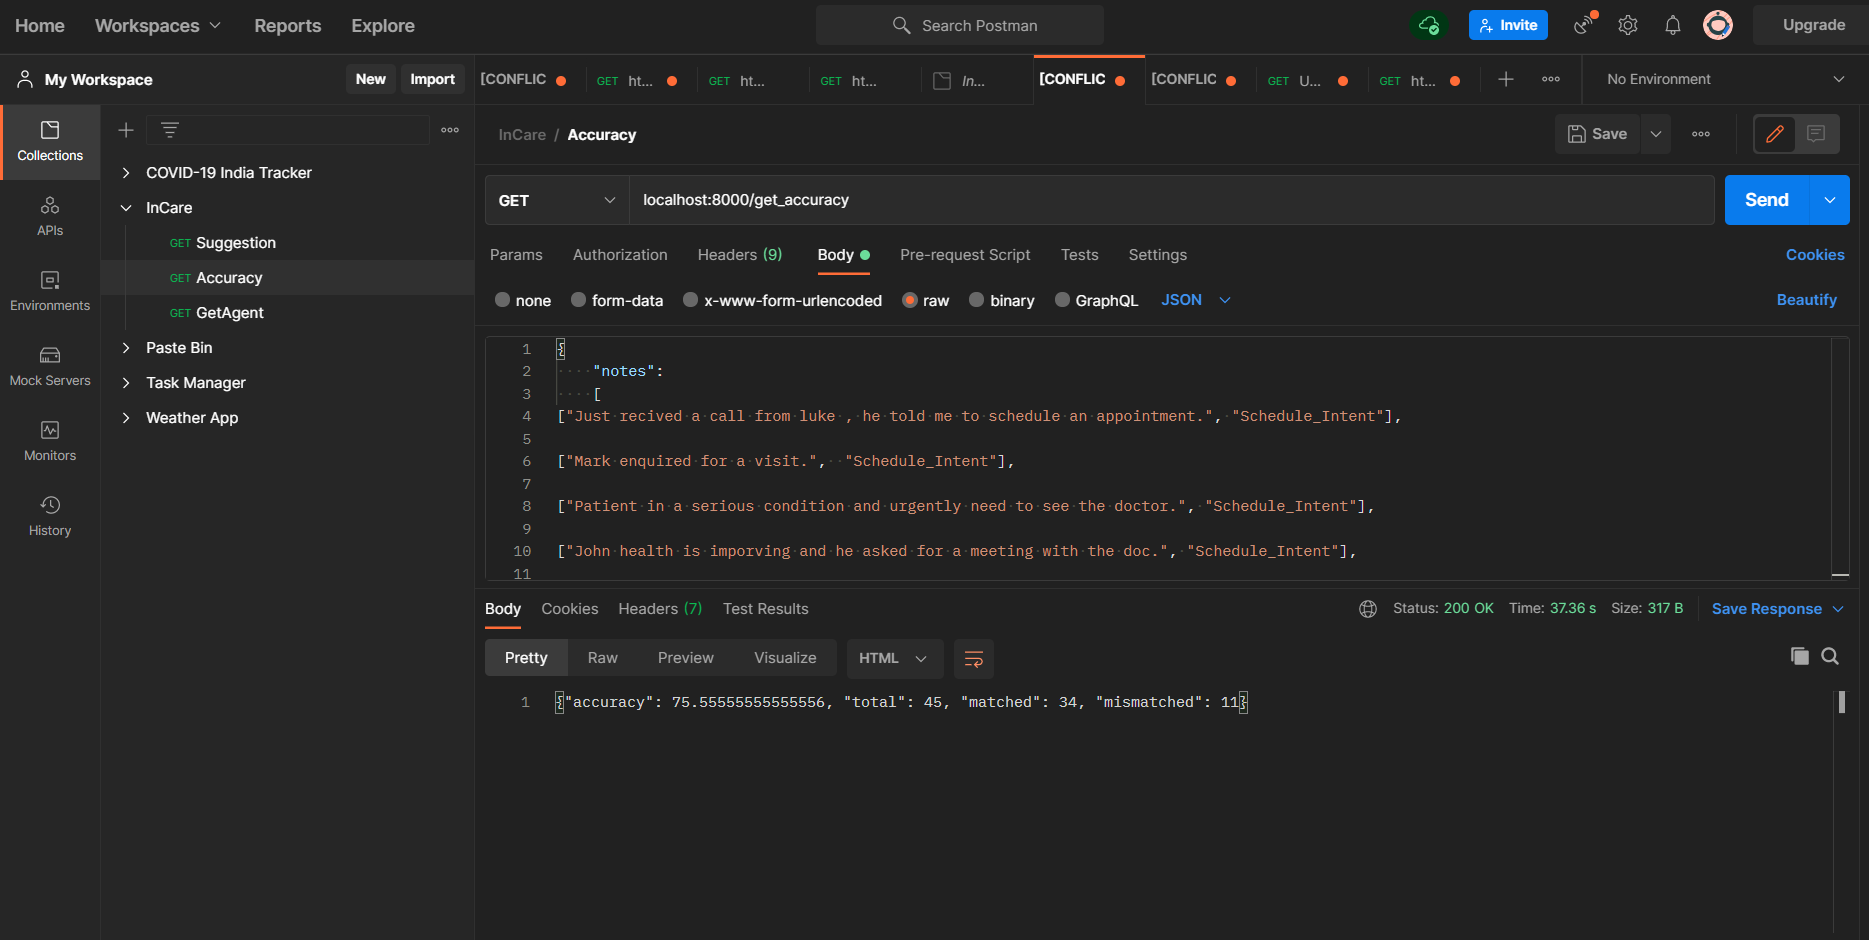 Home Workspaces Reports Explore Search Postman Invite Upgrade
My Workspace New Import [CONFLIC GET ht... GET ht... GET ht... In... [CONFLIC [CONFLIC GET U... GET ht... No Environment
Collections
APIs
Environments
Mock Servers
Monitors
History
COVID-19 India Tracker
InCare
GET Suggestion
GET Accuracy
GET GetAgent
Paste Bin
Task Manager
Weather App
InCare / Accuracy Save
GET localhost:8000/get_accuracy Send
Params Authorization Headers (9) Body Pre-request Script Tests Settings Cookies
none form-data x-www-form-urlencoded raw binary GraphQL JSON Beautify
1 {
2 "notes":
3 [
4 ["Just recived a call from luke , he told me to schedule an appointment.", "Schedule_Intent"],
5
6 ["Mark enquired for a visit.",  "Schedule_Intent"],
7
8 ["Patient in a serious condition and urgently need to see the doctor.", "Schedule_Intent"],
9
10 ["John health is imporving and he asked for a meeting with the doc.", "Schedule_Intent"],
11
Body Cookies Headers (7) Test Results Status: 200 OK Time: 37.36 s Size: 317 B Save Response
Pretty Raw Preview Visualize HTML
1 {"accuracy": 75.55555555555556, "total": 45, "matched": 34, "mismatched": 11}